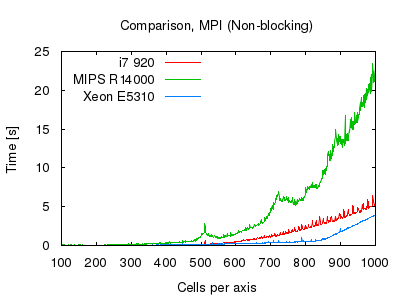 Comparison, MPI (Non-blocking)
25
20
15
10
5
0
Time [s]
i7 920
MIPS R14000
Xeon E5310
100 200 300 400 500 600 700 800 900 1000
Cells per axis